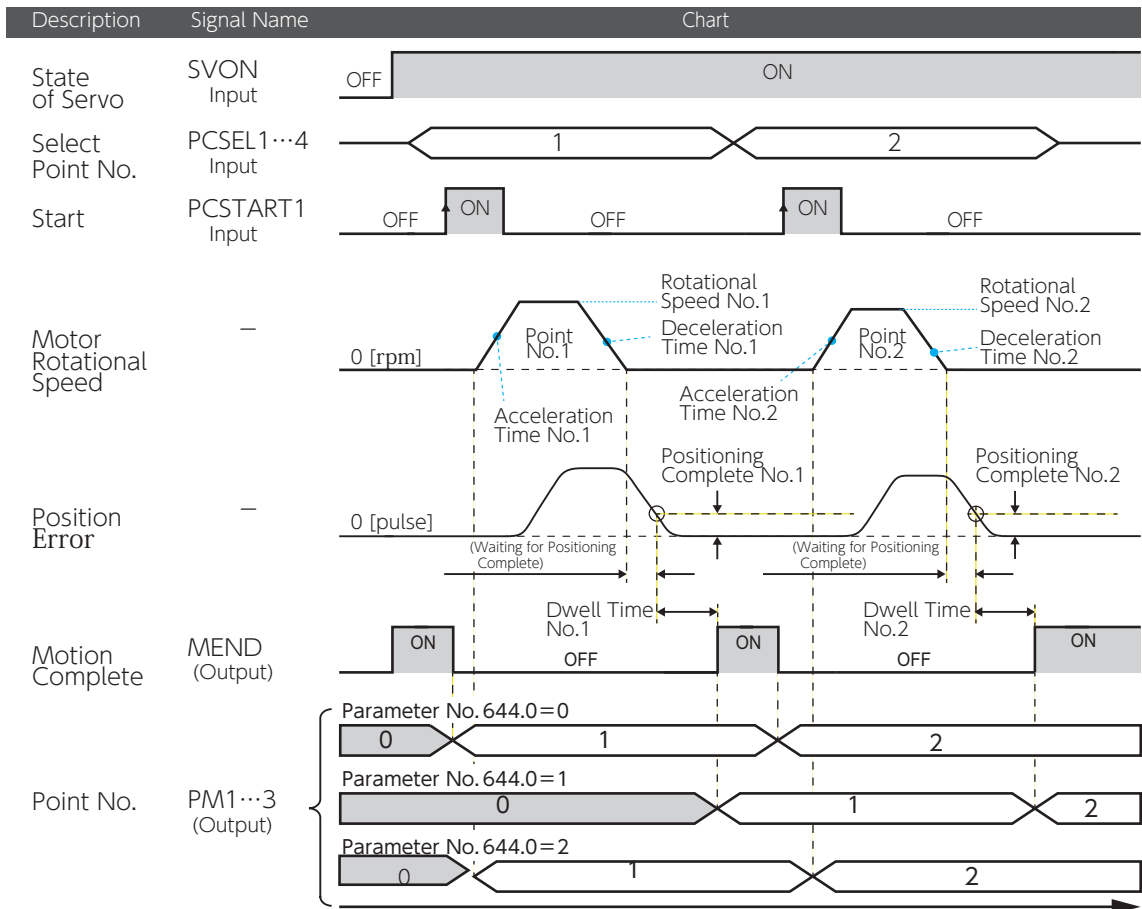 Description Signal Name Chart
State
of Servo
SVON
Input
OFF ON
Select
Point No.
PCSEL1…4
Input
1 2
Start
PCSTART1
Input
OFF ON OFF ON OFF
Motor
Rotational
Speed
–
0 [rpm]
Point
No.1
Rotational
Speed No.1
Deceleration
Time No.1
Acceleration
Time No.1
Point
No.2
Rotational
Speed No.2
Deceleration
Time No.2
Acceleration
Time No.2
Position
Error
–
0 [pulse]
Positioning
Complete No.1
Positioning
Complete No.2
(Waiting for Positioning
Complete)
(Waiting for Positioning
Complete)
Dwell Time
No.1
Dwell Time
No.2
Motion
Complete
MEND
(Output)
ON OFF ON OFF ON
Point No.
PM1…3
(Output)
Parameter No. 644.0=0
0 1 2
Parameter No. 644.0=1
0 1 2
Parameter No. 644.0=2
0 1 2